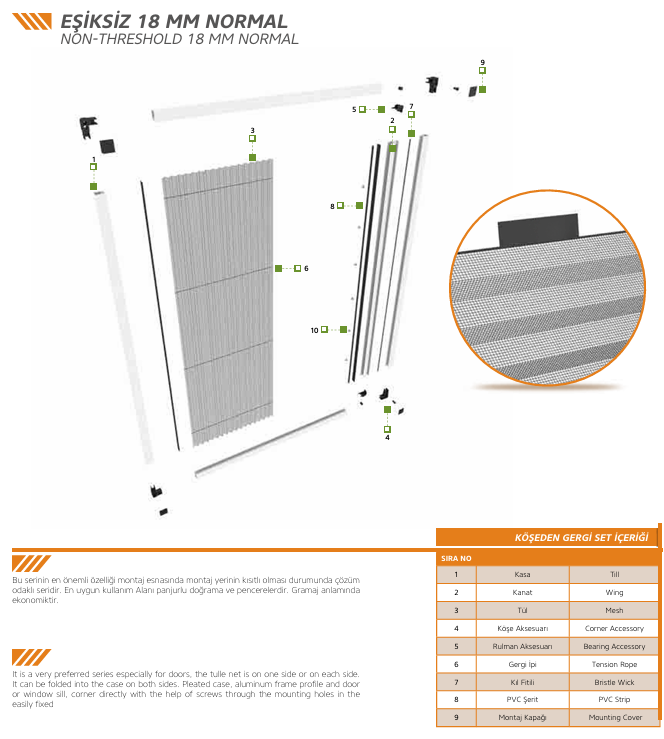 EŞİKSİZ 18 MM NORMAL
NON-THRESHOLD 18 MM NORMAL
9
5
7
2
3
1
8
6
10
4
KÖŞEDEN GERGİ SET İÇERİĞİ
SIRA NO
1 Kasa Till
2 Kanat Wing
3 Tül Mesh
4 Köşe Aksesuarı Corner Accessory
5 Rulman Aksesuarı Bearing Accessory
6 Gergi İpi Tension Rope
7 Kıl Fitili Bristle Wick
8 PVC Şerit PVC Strip
9 Montaj Kapağı Mounting Cover
Bu serinin en önemli özelliği montaj esnasında montaj yerinin kısıtlı olması durumunda çözüm
odaklı seridir. En uygun kullanım Alanı panjurlu doğrama ve pencerelerdir. Gramaj anlamında
ekonomiktir.
It is a very preferred series especially for doors, the tulle net is on one side or on each side.
It can be folded into the case on both sides. Pleated case, aluminum frame profile and door
or window sill, corner directly with the help of screws through the mounting holes in the
easily fixed